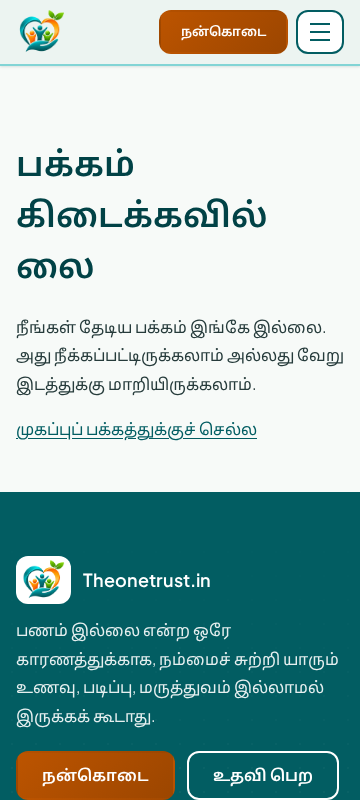 நன்கொடை
பக்கம்
கிடைக்கவில்
லை
நீங்கள் தேடிய பக்கம் இங்கே இல்லை.
அது நீக்கப்பட்டிருக்கலாம் அல்லது வேறு
இடத்துக்கு மாறியிருக்கலாம்.
முகப்புப் பக்கத்துக்குச் செல்ல
Theonetrust.in
பணம் இல்லை என்ற ஒரே
காரணத்துக்காக, நம்மைச் சுற்றி யாரும்
உணவு, படிப்பு, மருத்துவம் இல்லாமல்
இருக்கக் கூடாது.
நன்கொடை உதவி பெற